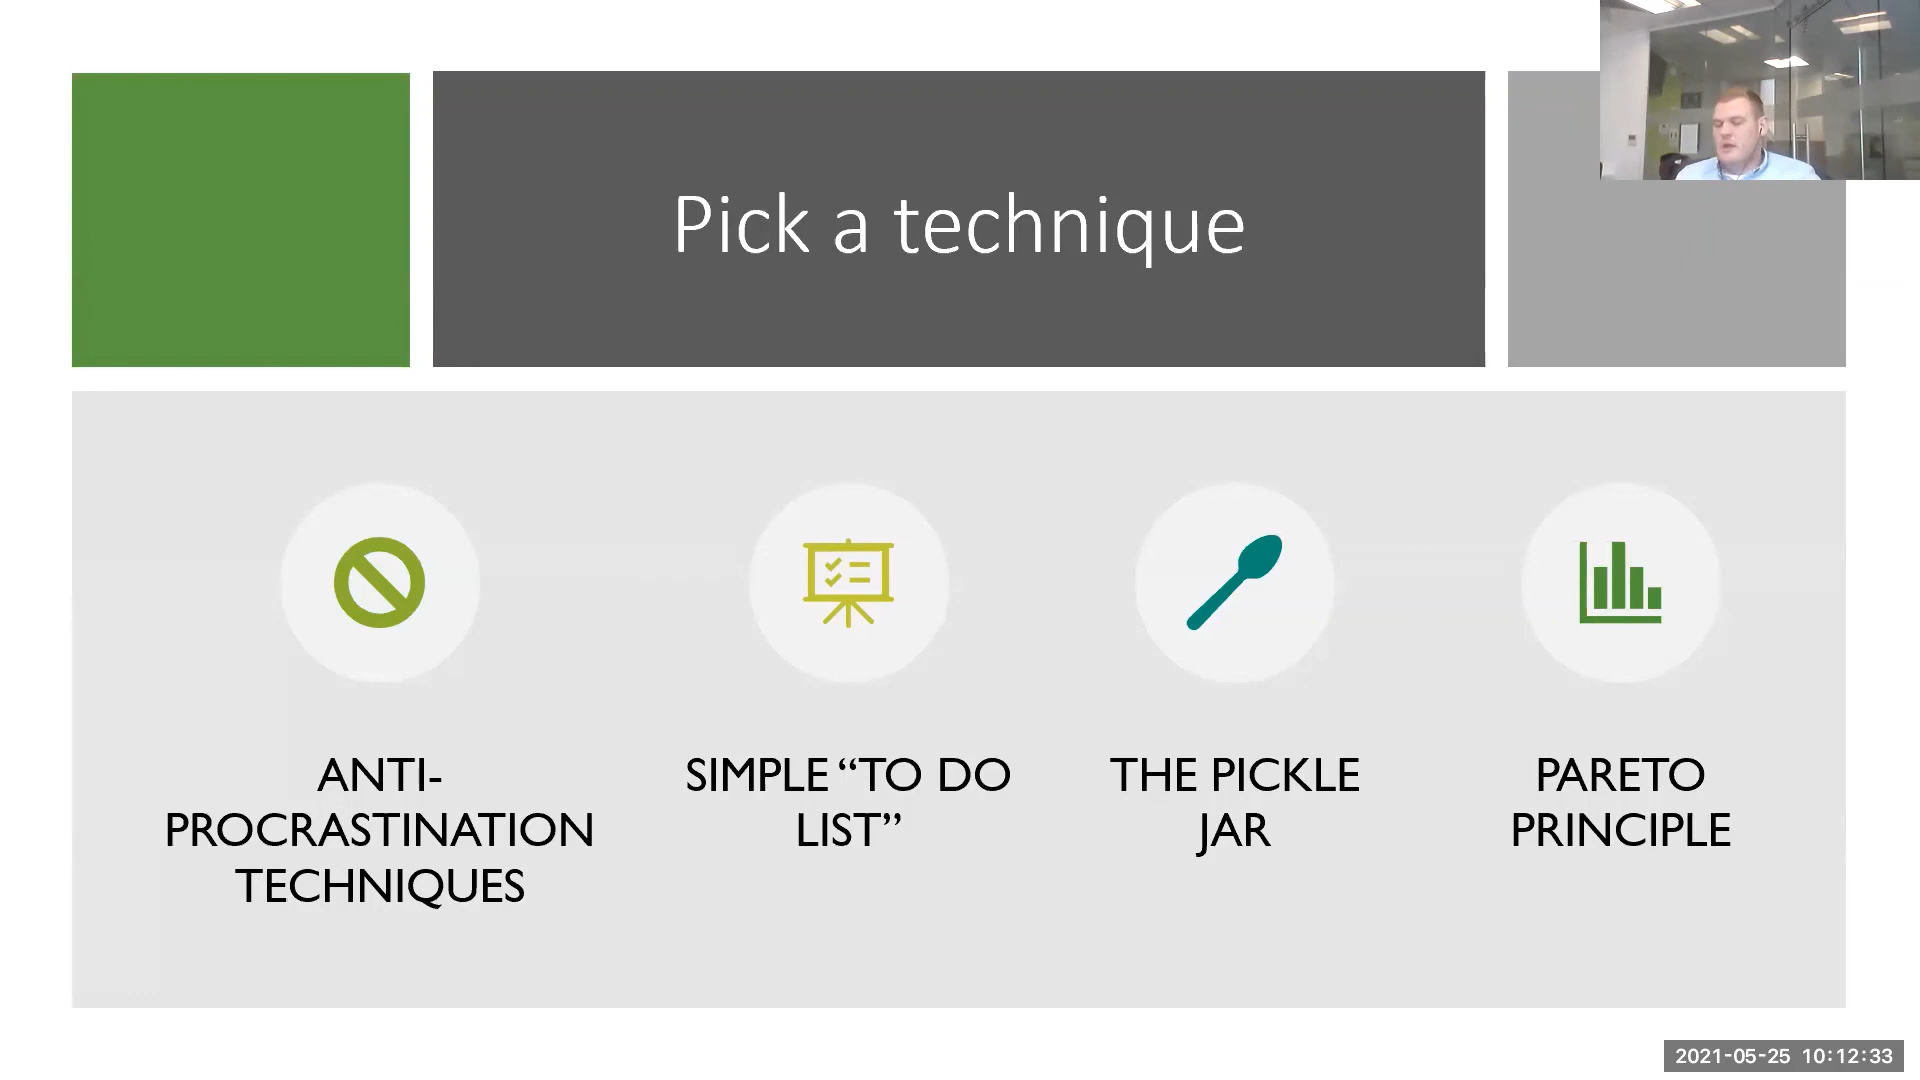 Pick a technique
ANTI-
PROCRASTINATION
TECHNIQUES
SIMPLE “TO DO
LIST”
THE PICKLE
JAR
PARETO
PRINCIPLE
2021-05-25 10:12:33